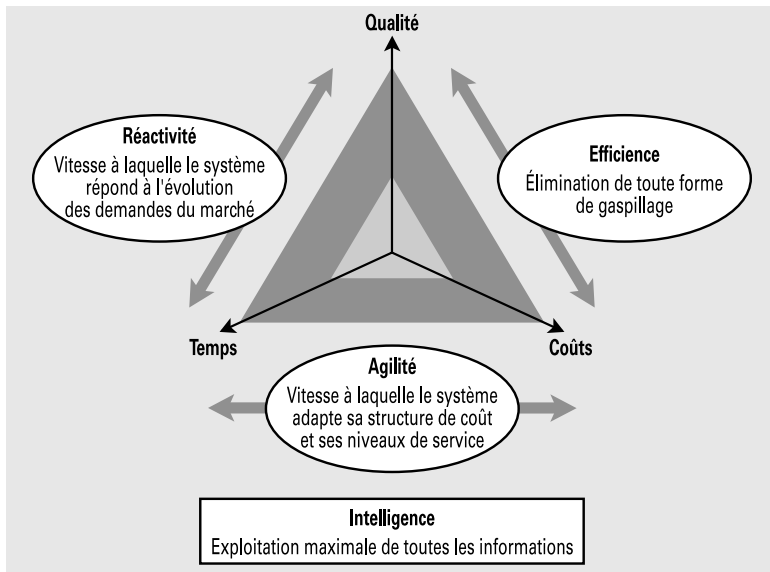 Qualité
Réactivité
Vitesse à laquelle le système
répond à l'évolution
des demandes du marché
Efficience
Élimination de toute forme
de gaspillage
Temps
Coûts
Agilité
Vitesse à laquelle le système
adapte sa structure de coût
et ses niveaux de service
Intelligence
Exploitation maximale de toutes les informations